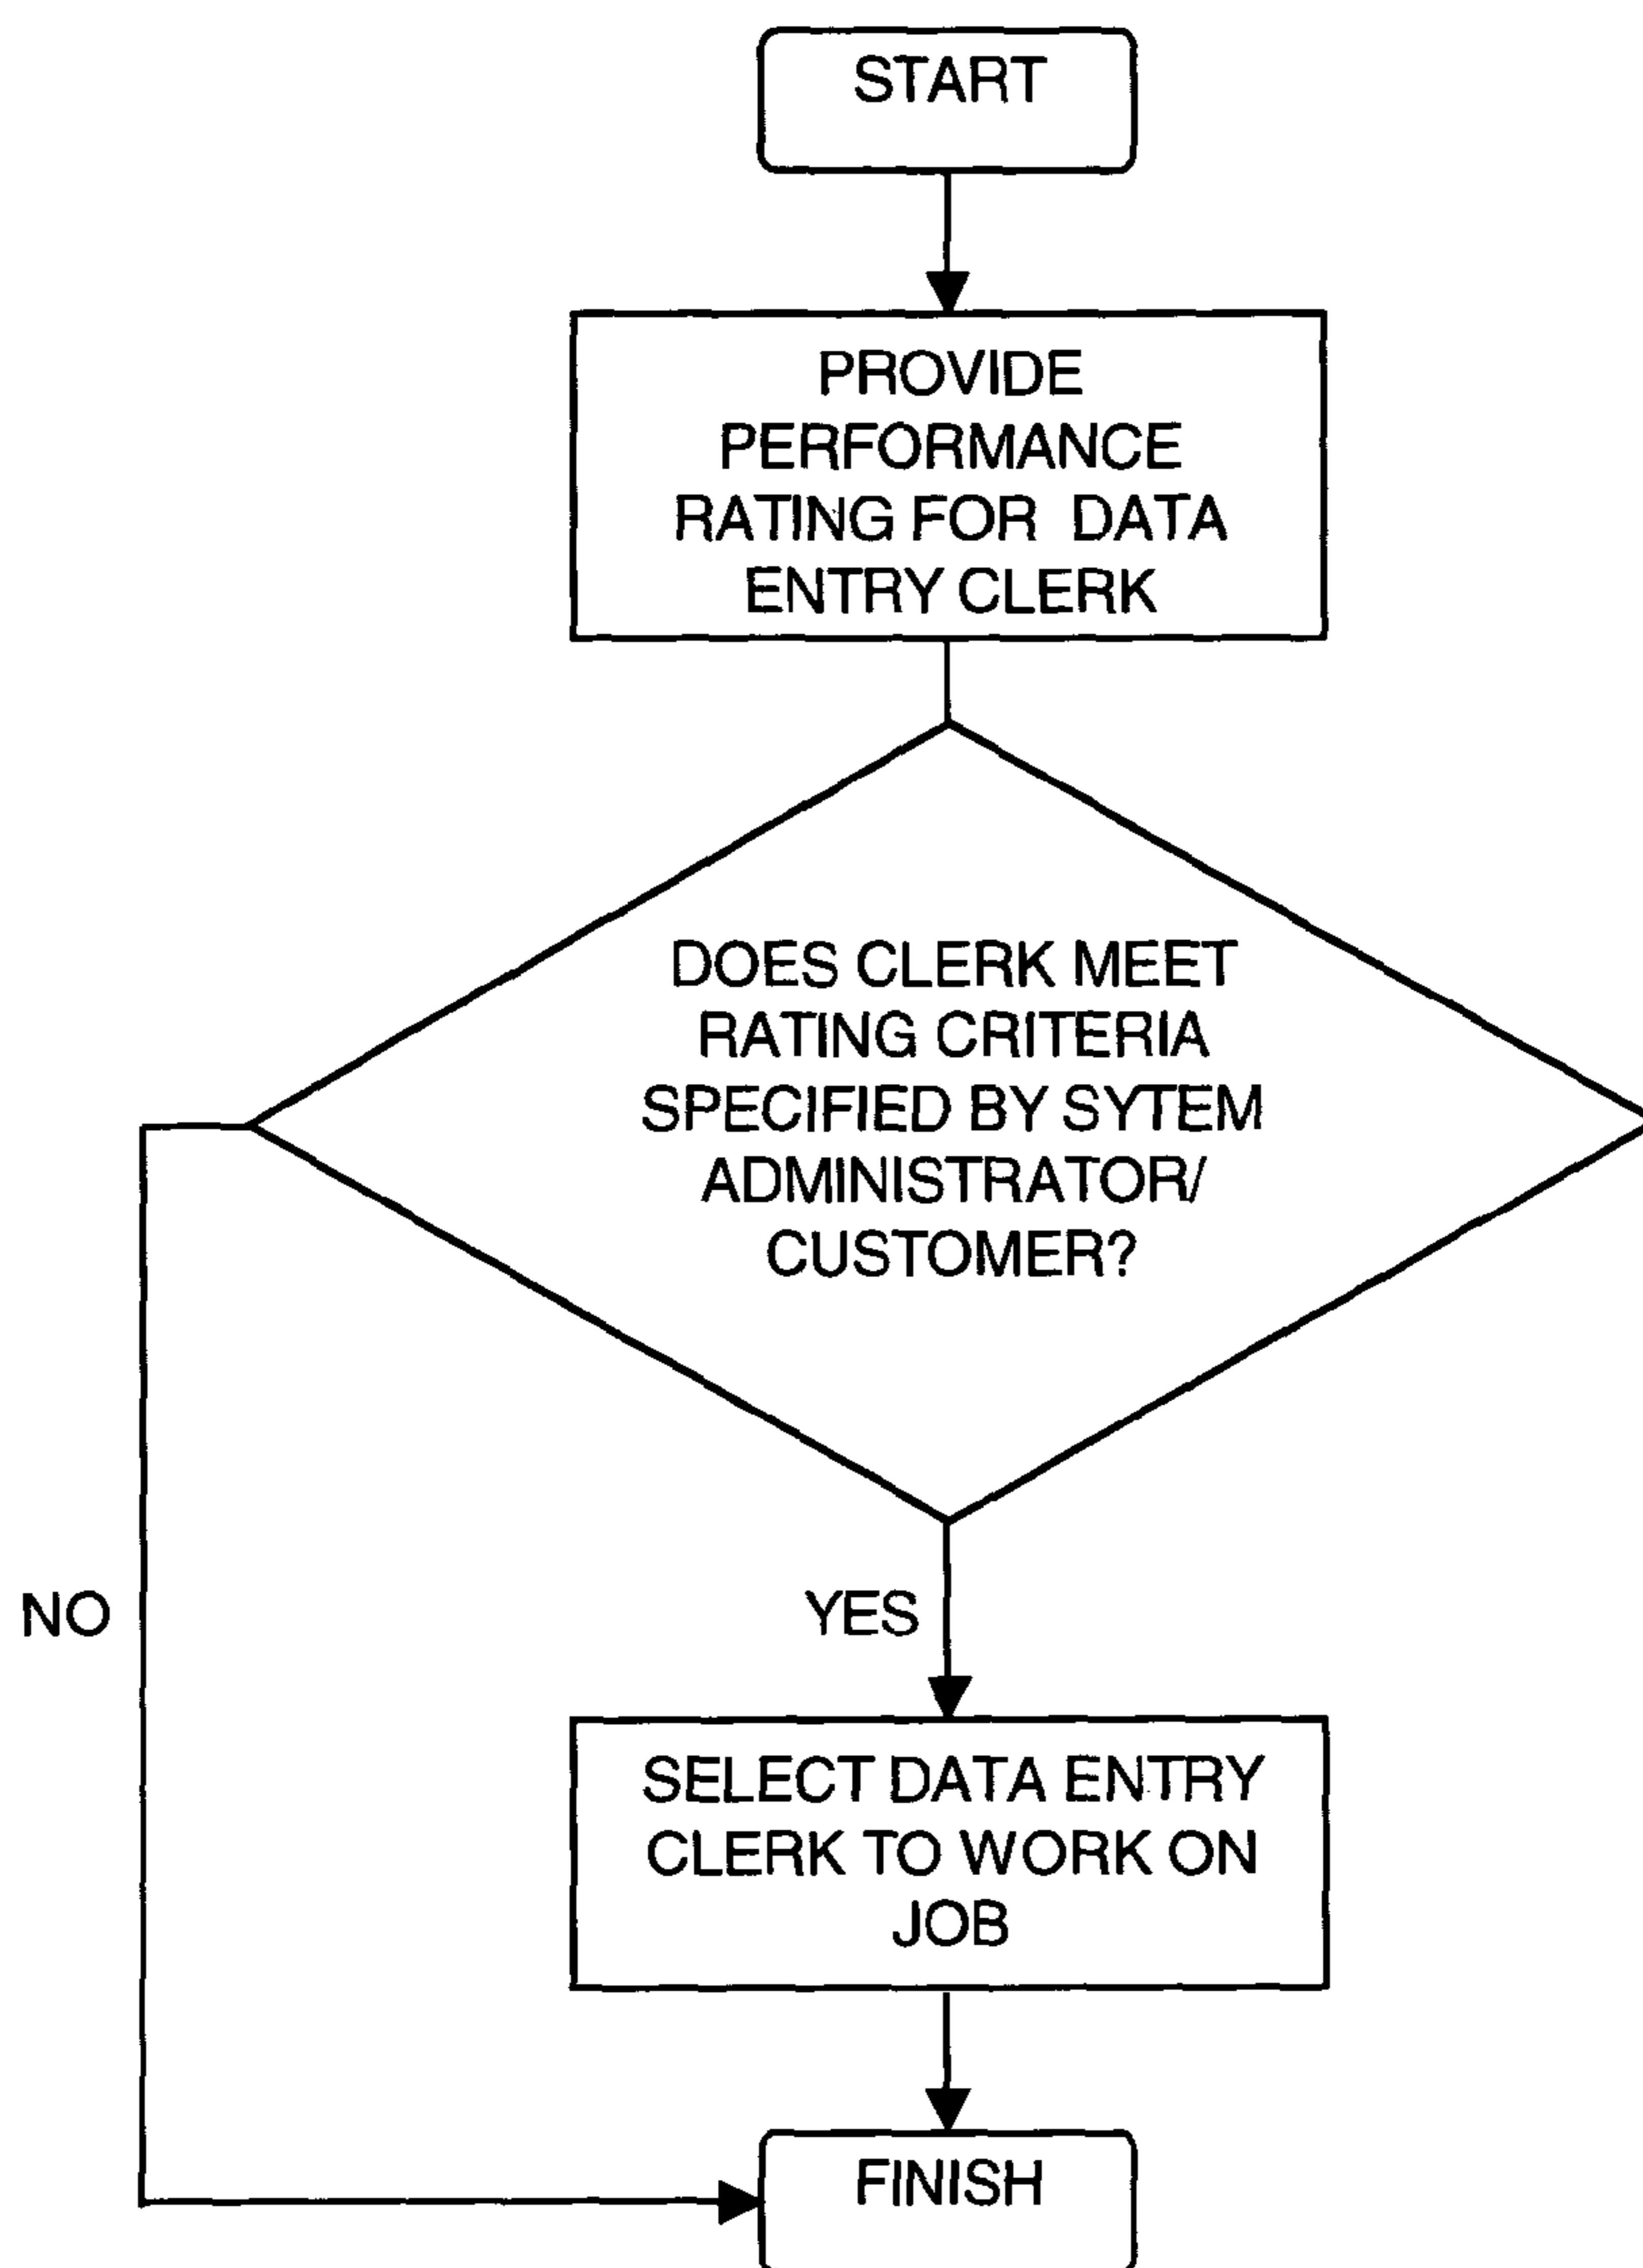 START
PROVIDE
PERFORMANCE
RATING FOR DATA
ENTRY CLERK
DOES CLERK MEET
RATING CRITERIA
SPECIFIED BY SYTEM
ADMINISTRATOR/
CUSTOMER?
NO
YES
SELECT DATA ENTRY
CLERK TO WORK ON
JOB
FINISH